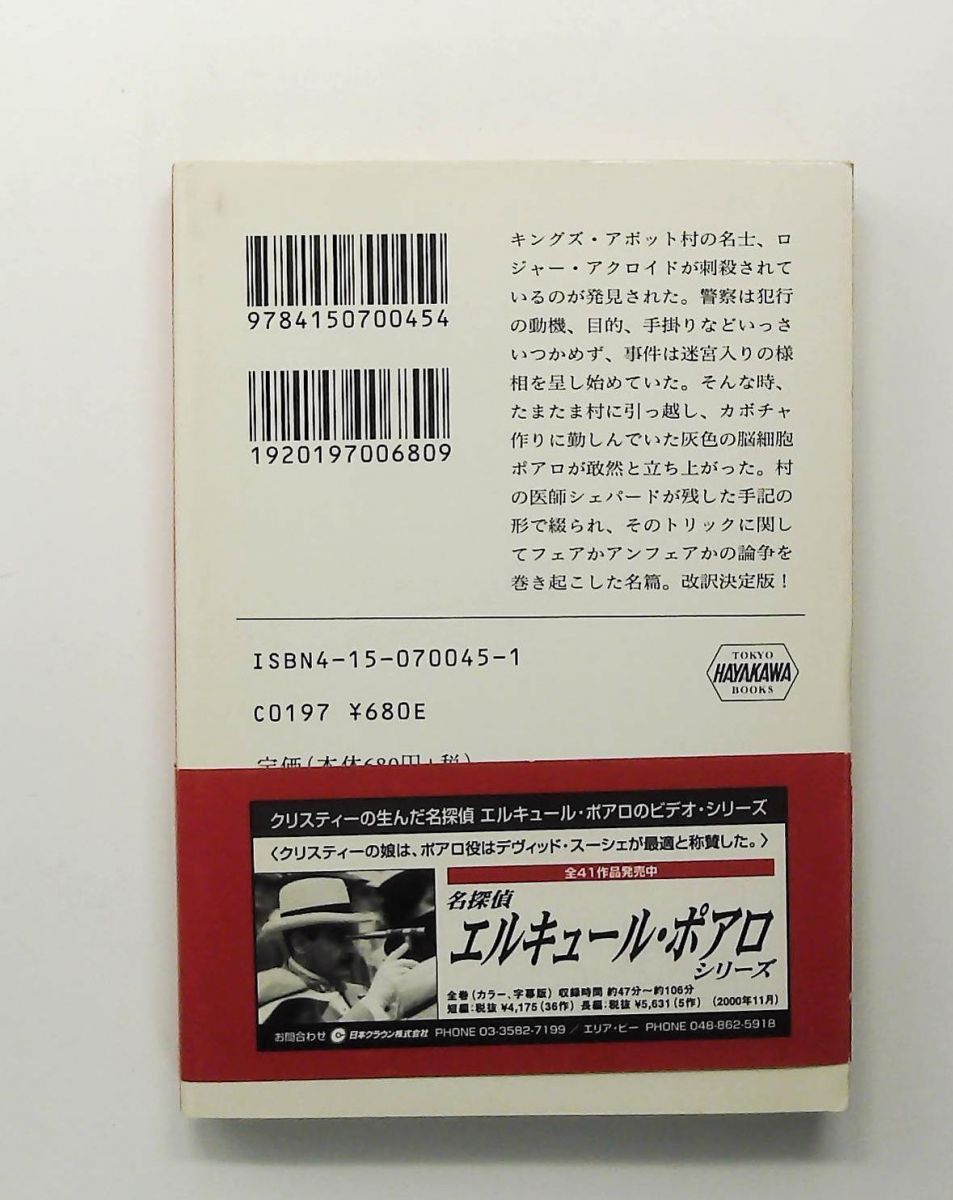 9784150700454
1920197006809
キングズ・アボット村の名士、ロ
ジャー・アクロイドが刺殺されて
いるのが発見された。警察は犯行
の動機、目的、手掛りなどいっさ
いつかめず、事件は迷宮入りの様
相を呈し始めていた。そんな時、
たまたま村に引っ越し、カボチャ
作りに勤しんでいた灰色の脳細胞
ポアロが敢然と立ち上がった。村
の医師シェパードが残した手記の
形で綴られ、そのトリックに関し
てフェアかアンフェアかの論争を
巻き起こした名篇。改訳決定版！
ISBN4-15-070045-1
C0197 ¥680E
定価（本体680円+税）
TOKYO
HAYAKAWA
BOOKS
クリスティーの生んだ名探偵 エルキュール・ポアロのビデオ・シリーズ
〈クリスティーの娘は、ポアロ役はデヴィッド・スーシェが最適と称賛した。〉
全41作品発売中
名探偵
エルキュール・ポアロ
シリーズ
全巻（カラー、字幕版） 収録時間 約47分～約106分
短編：税抜 ¥4,175（36作） 長編：税抜 ¥5,631（5作） （2000年11月）
お問合わせ 日本クラウン株式会社 PHONE 03-3582-7199 ／ エリア・ビー PHONE 048-862-5918